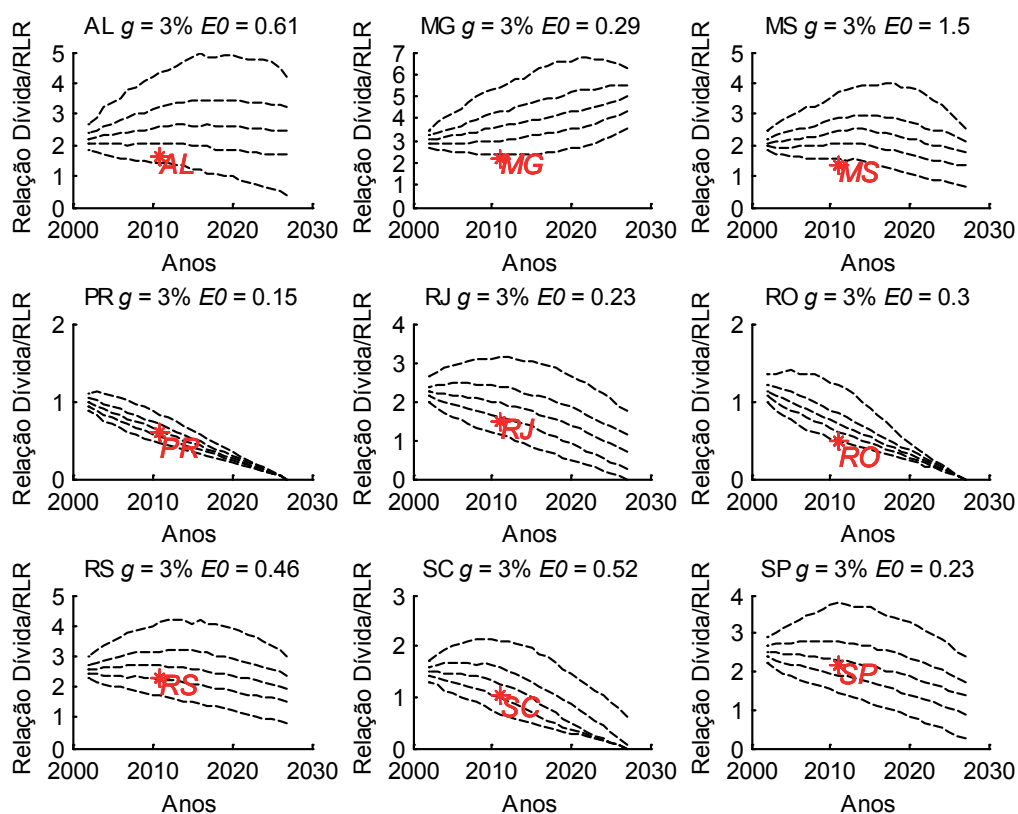 AL g = 3% E0 = 0.61
Relação Dívida/RLR
5
4
3
2
1
0
AL
2000 2010 2020 2030
Anos
MG g = 3% E0 = 0.29
Relação Dívida/RLR
7
6
5
4
3
2
1
0
MG
2000 2010 2020 2030
Anos
MS g = 3% E0 = 1.5
Relação Dívida/RLR
5
4
3
2
1
0
MS
2000 2010 2020 2030
Anos
PR g = 3% E0 = 0.15
Relação Dívida/RLR
2
1
0
PR
2000 2010 2020 2030
Anos
RJ g = 3% E0 = 0.23
Relação Dívida/RLR
4
3
2
1
0
RJ
2000 2010 2020 2030
Anos
RO g = 3% E0 = 0.3
Relação Dívida/RLR
2
1
0
RO
2000 2010 2020 2030
Anos
RS g = 3% E0 = 0.46
Relação Dívida/RLR
5
4
3
2
1
0
RS
2000 2010 2020 2030
Anos
SC g = 3% E0 = 0.52
Relação Dívida/RLR
3
2
1
0
SC
2000 2010 2020 2030
Anos
SP g = 3% E0 = 0.23
Relação Dívida/RLR
4
3
2
1
0
SP
2000 2010 2020 2030
Anos